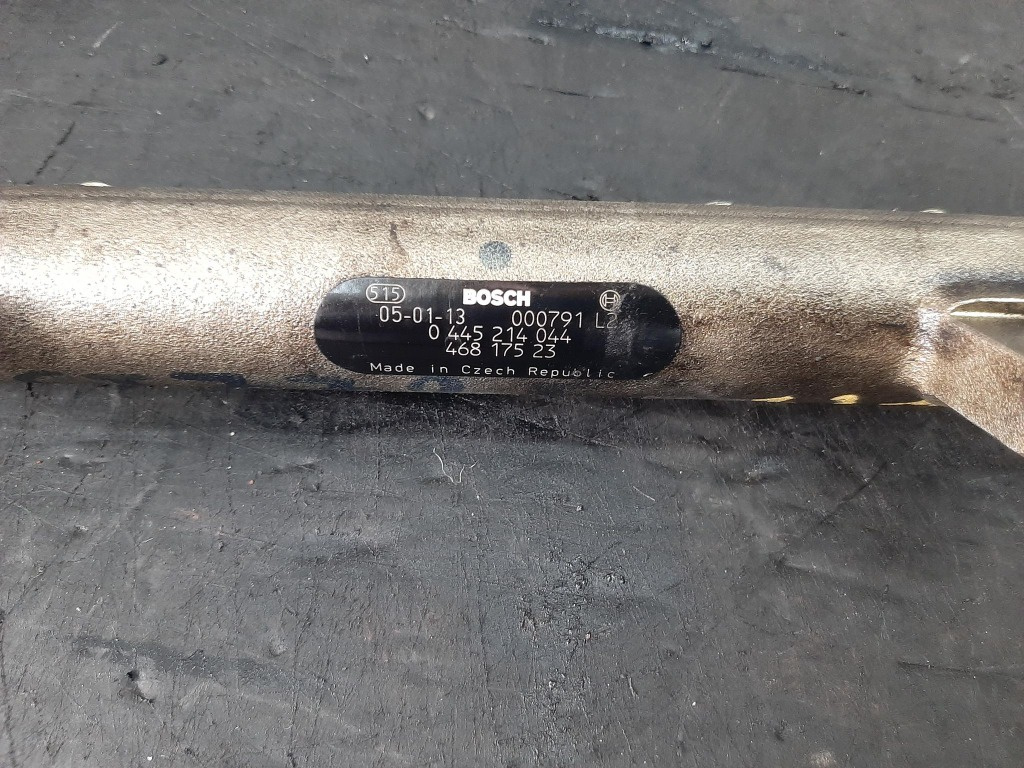 515 BOSCH
05-01-13 000791 L2
0 445 214 044
468 175 23
Made in Czech Republic